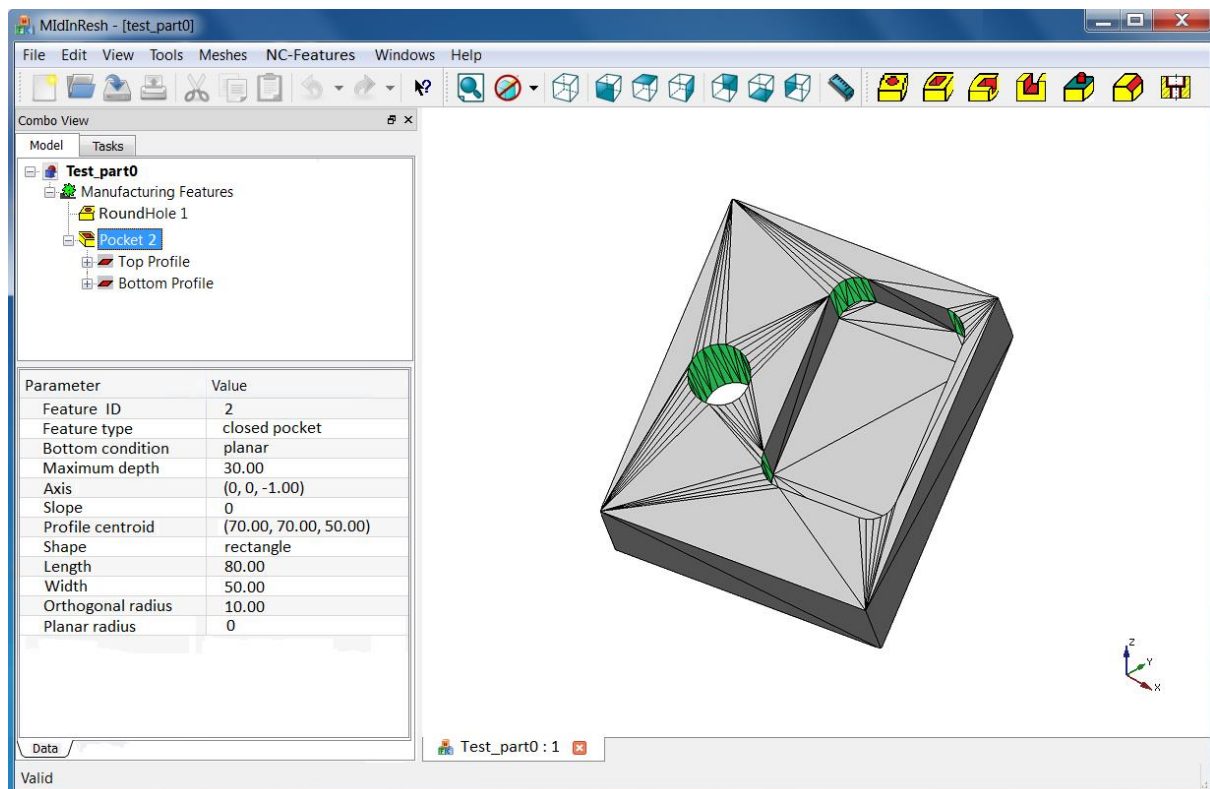 MIdInResh - [test_part0]
File Edit View Tools Meshes NC-Features Windows Help
Combo View
Model Tasks
Test_part0
Manufacturing Features
RoundHole 1
Pocket 2
Top Profile
Bottom Profile
Parameter Value
Feature ID 2
Feature type closed pocket
Bottom condition planar
Maximum depth 30.00
Axis (0, 0, -1.00)
Slope 0
Profile centroid (70.00, 70.00, 50.00)
Shape rectangle
Length 80.00
Width 50.00
Orthogonal radius 10.00
Planar radius 0
Z
Y
X
Data
Test_part0 : 1
Valid